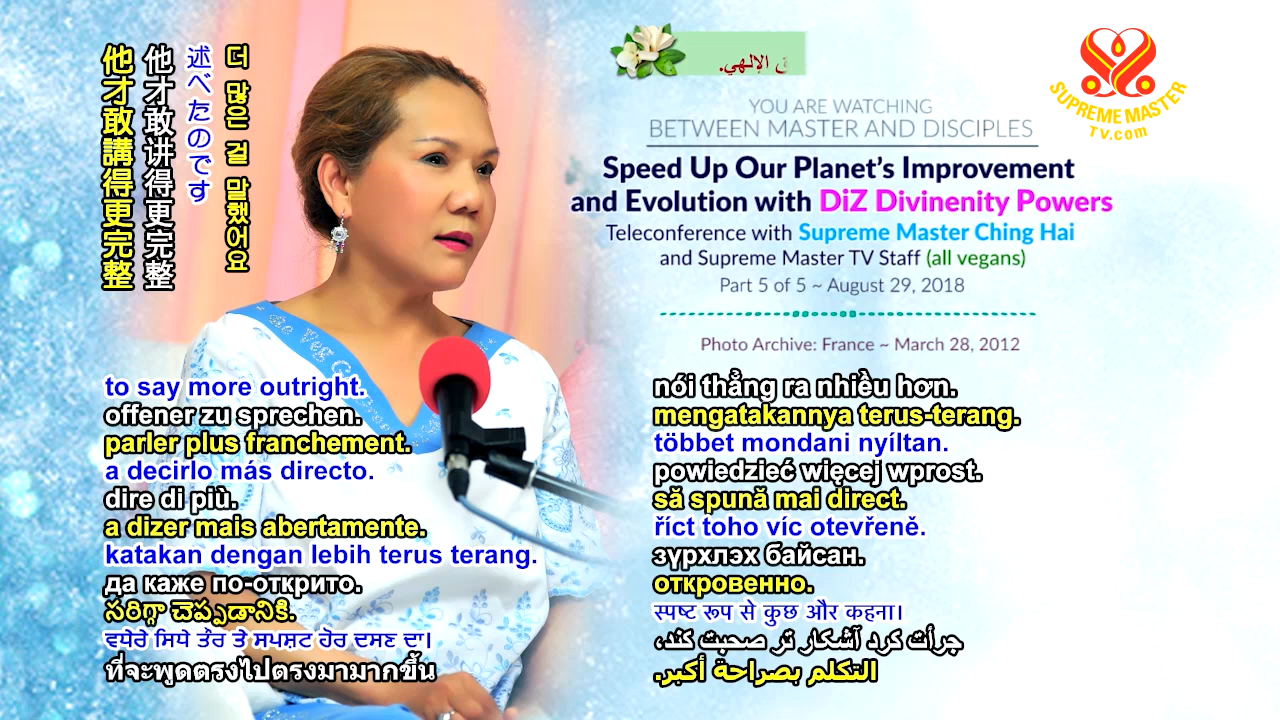 他才敢講得更完整
他才敢讲得更完整
述べたのです
더 많은 걸 말했어요
ق الإلهي.
YOU ARE WATCHING
BETWEEN MASTER AND DISCIPLES
Speed Up Our Planet's Improvement
and Evolution with DiZ Divinenity Powers
Teleconference with Supreme Master Ching Hai
and Supreme Master TV Staff (all vegans)
Part 5 of 5 ~ August 29, 2018
Photo Archive: France ~ March 28, 2012
SUPREME MASTER
TV.com
to say more outright.
offener zu sprechen.
parler plus franchement.
a decirlo más directo.
dire di più.
a dizer mais abertamente.
katakan dengan lebih terus terang.
да каже по-открито.
సరిగ్గా చెప్పడానికి.
ਵਧੇਰੇ ਸਿਧੇ ਤੌਰ ਤੇ ਸਪਸ਼ਟ ਹੋਰ ਦਸਣ ਦਾ।
ที่จะพูดตรงไปตรงมามากขึ้น
nói thẳng ra nhiều hơn.
mengatakannya terus-terang.
többet mondani nyíltan.
powiedzieć więcej wprost.
să spună mai direct.
říct toho víc otevřeně.
зүрхлэх байсан.
откровенно.
स्पष्ट रूप से कुछ और कहना।
جرأت کرد آشکار تر صحبت کند،
التكلم بصراحة أكبر.